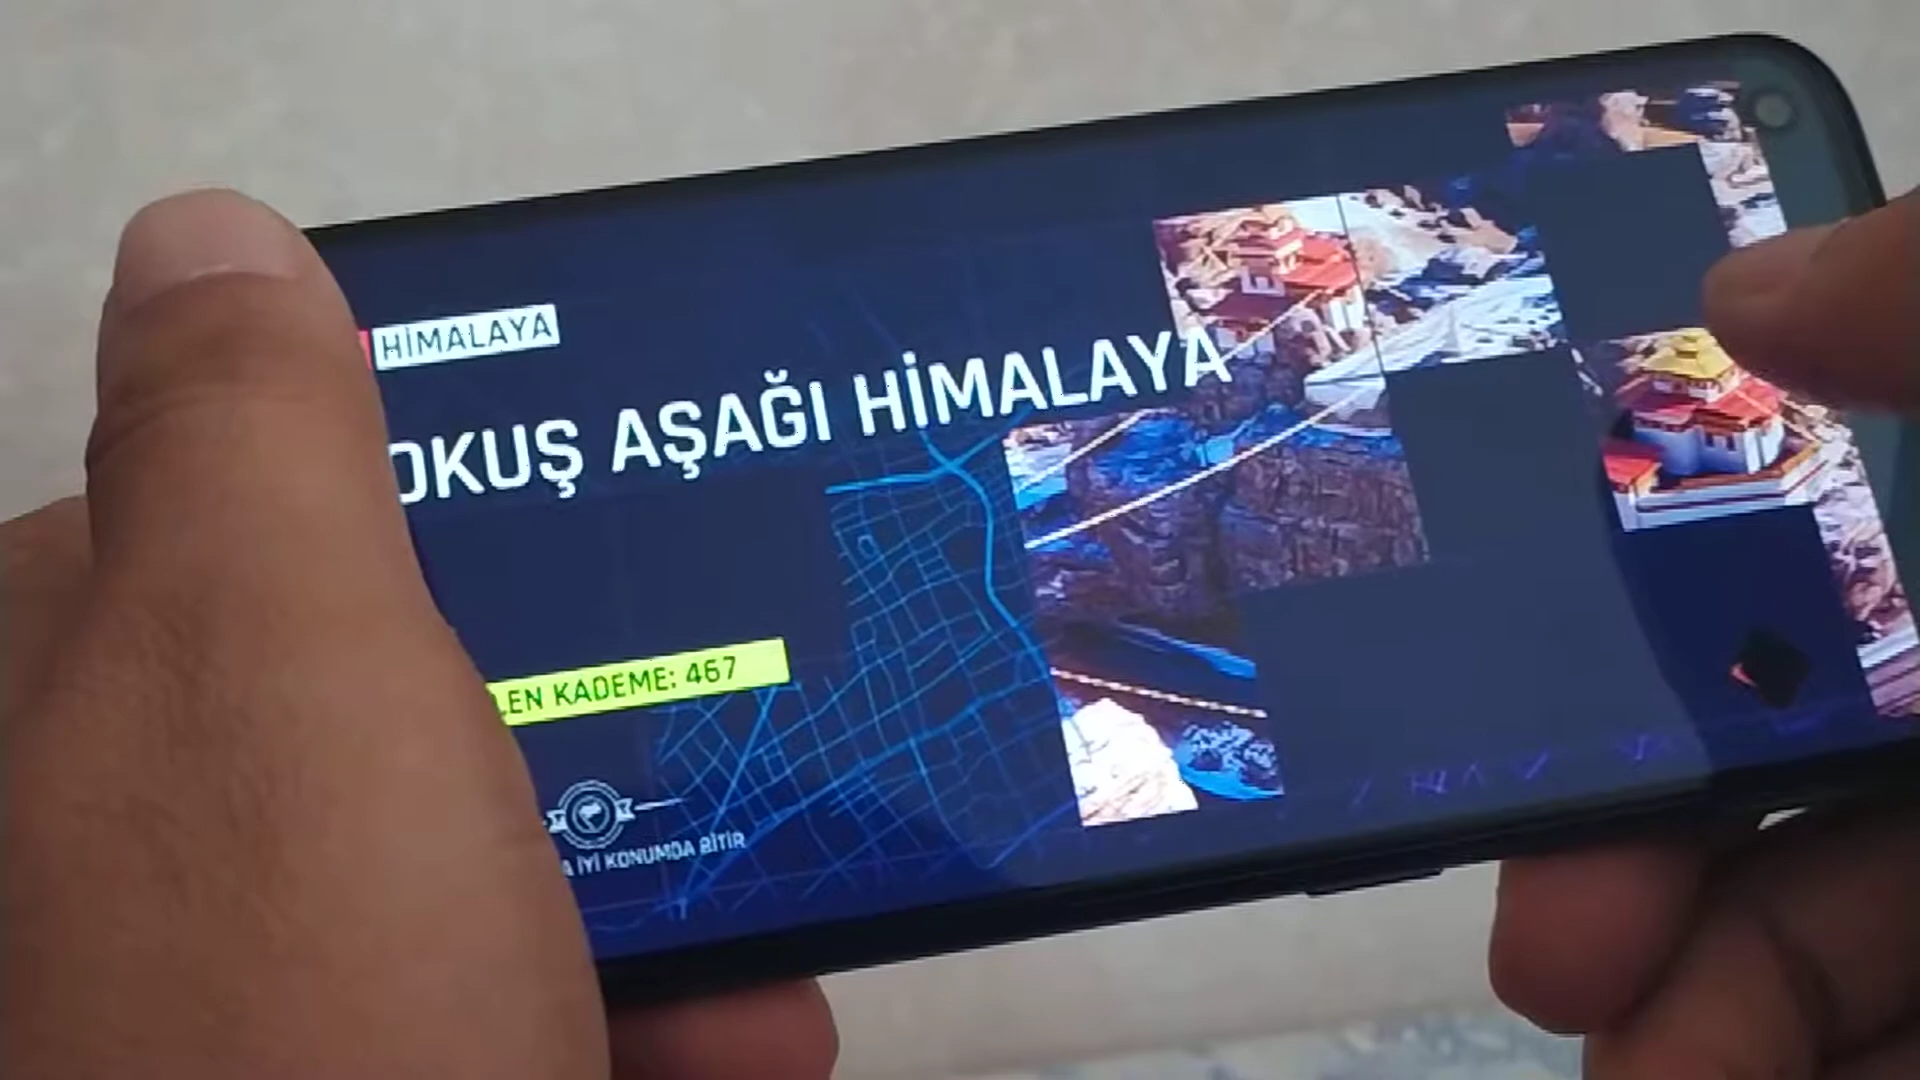 HİMALAYA
OKUŞ AŞAĞI HİMALAYA
LEN KADEME: 467
A İYİ KONUMDA BİTİR